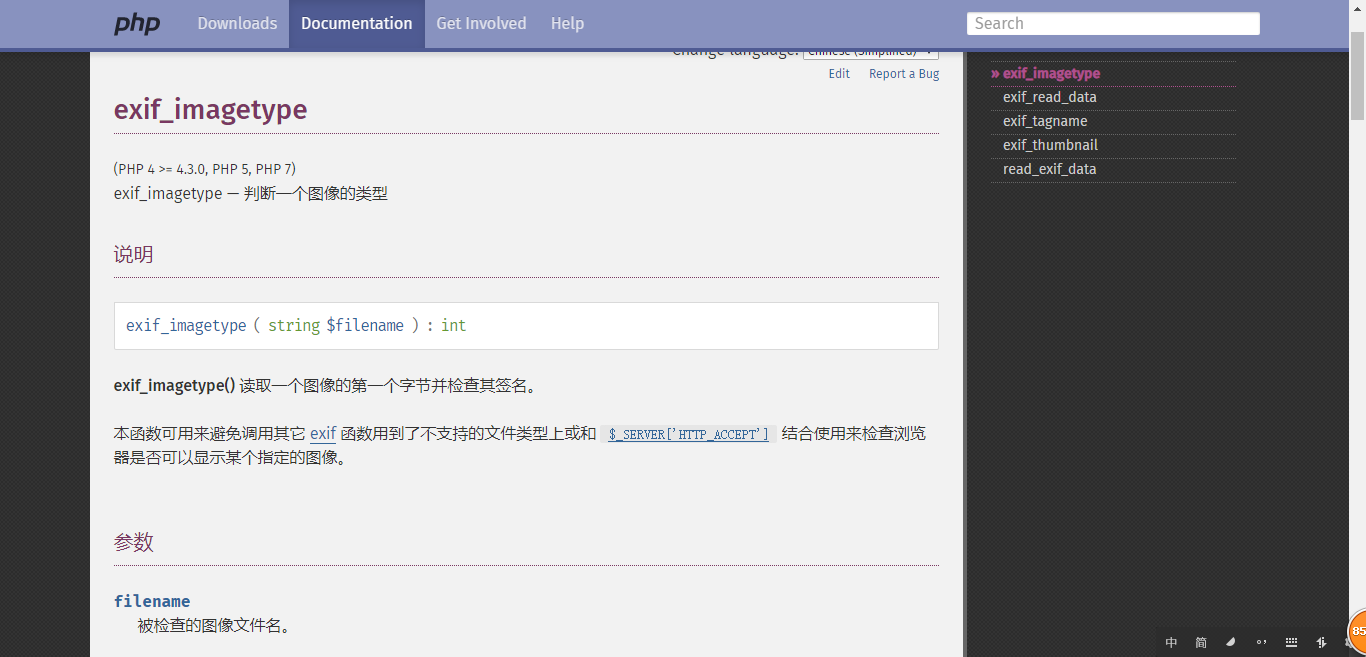 php Downloads Documentation Get Involved Help Search
Change language: Chinese (Simplified)
Edit Report a Bug
exif_imagetype
(PHP 4 >= 4.3.0, PHP 5, PHP 7)
exif_imagetype — 判断一个图像的类型
说明
exif_imagetype ( string $filename ) : int
exif_imagetype() 读取一个图像的第一个字节并检查其签名。
本函数可用来避免调用其它 exif 函数用到了不支持的文件类型上或和 $_SERVER['HTTP_ACCEPT'] 结合使用来检查浏览
器是否可以显示某个指定的图像。
参数
filename
被检查的图像文件名。
» exif_imagetype
exif_read_data
exif_tagname
exif_thumbnail
read_exif_data
中 简
85